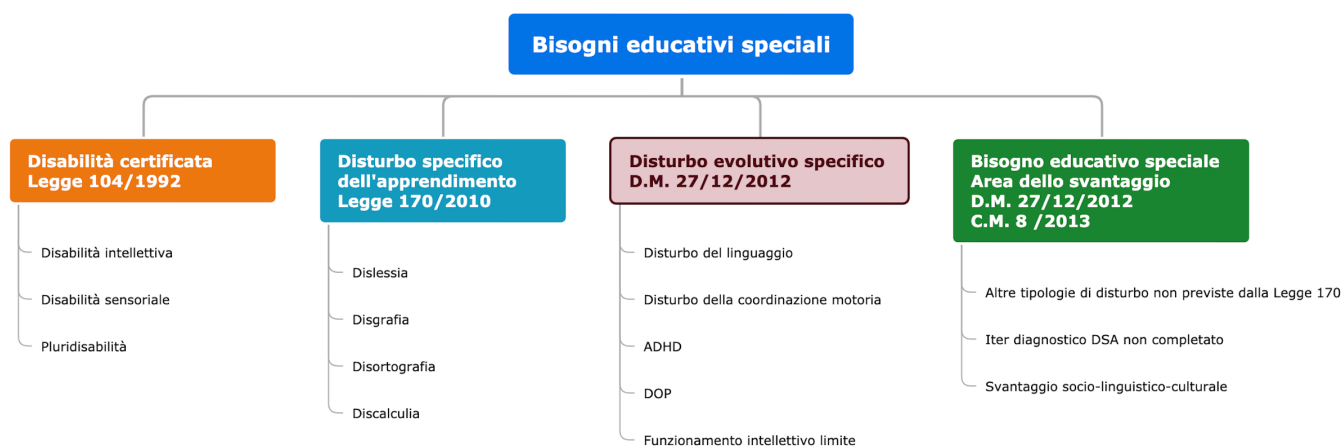 Bisogni educativi speciali
Disabilità certificata
Legge 104/1992
Disabilità intellettiva
Disabilità sensoriale
Pluridisabilità
Disturbo specifico
dell'apprendimento
Legge 170/2010
Dislessia
Disgrafia
Disortografia
Discalculia
Disturbo evolutivo specifico
D.M. 27/12/2012
Disturbo del linguaggio
Disturbo della coordinazione motoria
ADHD
DOP
Funzionamento intellettivo limite
Bisogno educativo speciale
Area dello svantaggio
D.M. 27/12/2012
C.M. 8 /2013
Altre tipologie di disturbo non previste dalla Legge 170
Iter diagnostico DSA non completato
Svantaggio socio-linguistico-culturale